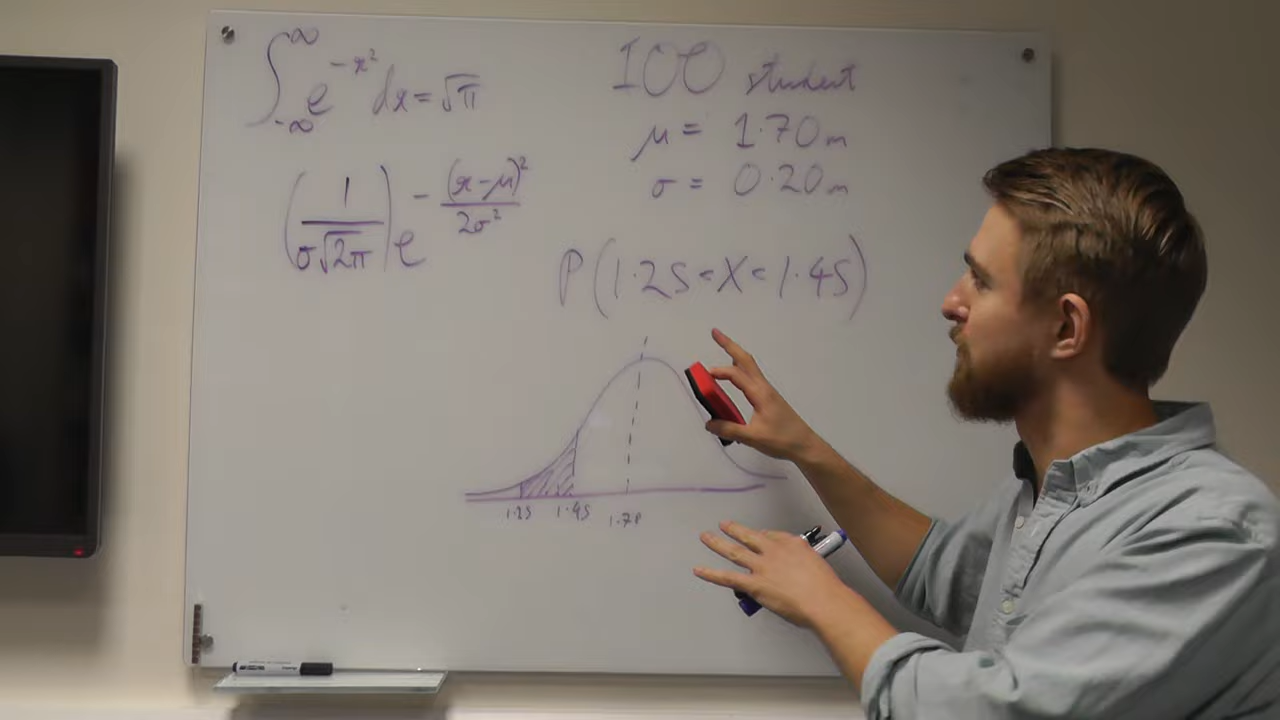 ∫_{-∞}^{∞} e^{-x²} dx = √π
(1/(σ√2π)) e^{-(x-μ)²/2σ²}
100 student
μ = 1.70m
σ = 0.20m
P(1.25<X<1.45)
1.25 1.45 1.70